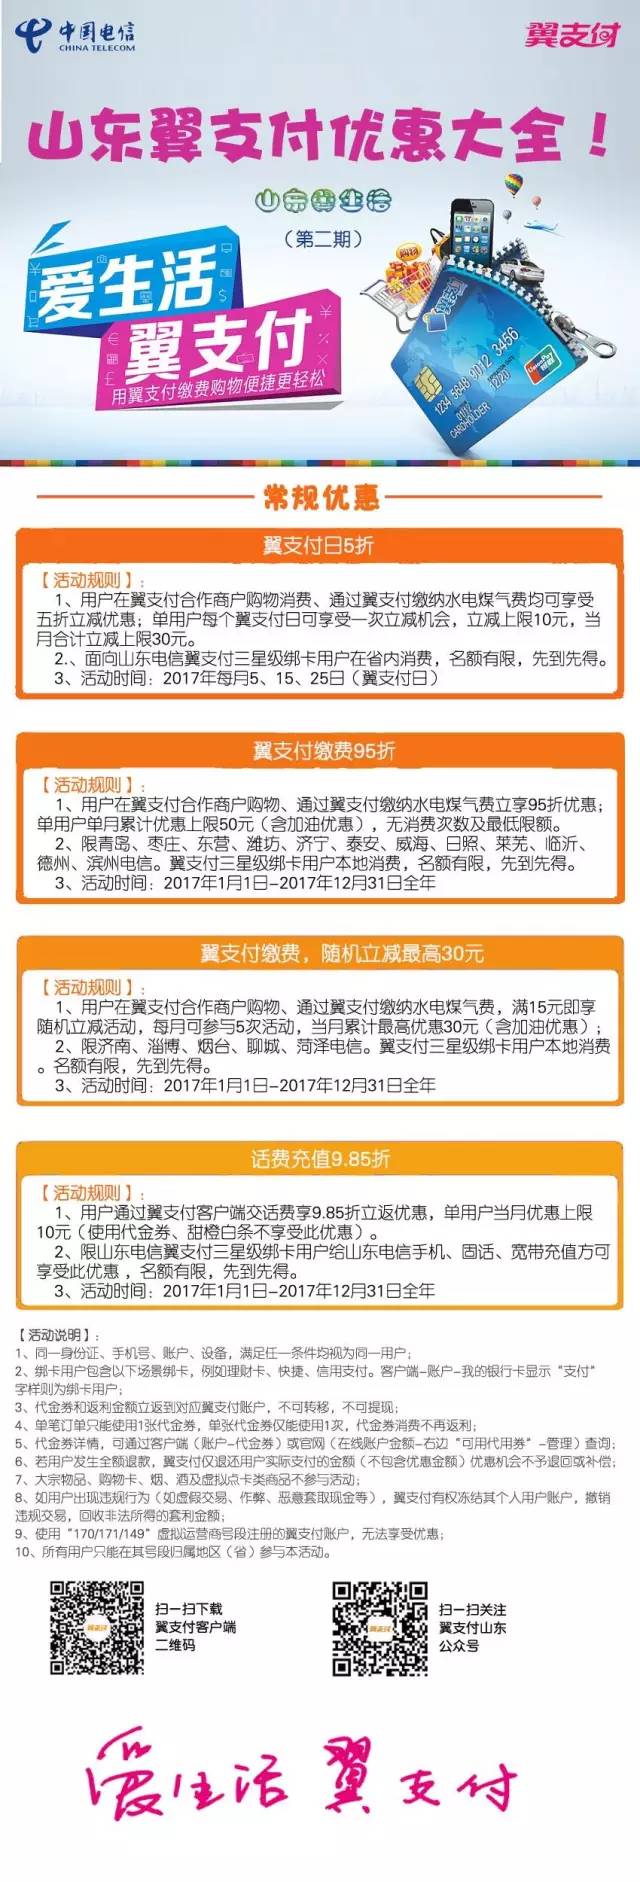 中国电信
CHINA TELECOM
翼支付
山东翼支付优惠大全！
山东翼生活
（第二期）
爱生活
翼支付
用翼支付缴费购物便捷更轻松
购物
翼支付
1234 5648 9012 3456
12/20
CARDHOLDER
UnionPay
银联
常规优惠
翼支付日5折
【活动规则】：
1、用户在翼支付合作商户购物消费、通过翼支付缴纳水电煤气费均可享受
五折立减优惠；单用户每个翼支付日可享受一次立减机会，立减上限10元，当
月合计立减上限30元。
2.、面向山东电信翼支付三星级绑卡用户在省内消费，名额有限，先到先得。
3、活动时间：2017年每月5、15、25日（翼支付日）
翼支付缴费95折
【活动规则】：
1、用户在翼支付合作商户购物、通过翼支付缴纳水电煤气费立享95折优惠；
单用户单月累计优惠上限50元（含加油优惠），无消费次数及最低限额。
2、限青岛、枣庄、东营、潍坊、济宁、泰安、威海、日照、莱芜、临沂、
德州、滨州电信。翼支付三星级绑卡用户本地消费，名额有限，先到先得。
3、活动时间：2017年1月1日-2017年12月31日全年
翼支付缴费，随机立减最高30元
【活动规则】：
1、用户在翼支付合作商户购物、通过翼支付缴纳水电煤气费，满15元即享
随机立减活动，每月可参与5次活动，当月累计最高优惠30元（含加油优惠）；
2、限济南、淄博、烟台、聊城、菏泽电信。翼支付三星级绑卡用户本地消费
。名额有限，先到先得。
3、活动时间：2017年1月1日-2017年12月31日全年
话费充值9.85折
【活动规则】：
1、用户通过翼支付客户端交话费享9.85折立返优惠，单用户当月优惠上限
10元（使用代金券、甜橙白条不享受此优惠）。
2、限山东电信翼支付三星级绑卡用户给山东电信手机、固话、宽带充值方可
享受此优惠，名额有限，先到先得。
3、活动时间：2017年1月1日-2017年12月31日全年
【活动说明】：
1、同一身份证、手机号、账户、设备，满足任一条件均视为同一用户；
2、绑卡用户包含以下场景绑卡，例如理财卡、快捷、信用支付。客户端-账户-我的银行卡显示“支付”
字样则为绑卡用户；
3、代金券和返利金额立返到对应翼支付账户，不可转移，不可提现；
4、单笔订单只能使用1张代金券，单张代金券仅能使用1次，代金券消费不再返利；
5、代金券详情，可通过客户端（账户-代金券）或官网（在线账户金额-右边“可用代用券”-管理）查询；
6、若用户发生全额退款，翼支付仅退还用户实际支付的金额（不包含优惠金额）优惠机会不予退回或补偿；
7、大宗物品、购物卡、烟、酒及虚拟点卡类商品不参与活动；
8、如用户出现违规行为（如虚假交易、作弊、恶意套取现金等），翼支付有权冻结其个人用户账户，撤销
违规交易，回收非法所得的套利金额；
9、使用“170/171/149”虚拟运营商号段注册的翼支付账户，无法享受优惠；
10、所有用户只能在其号段归属地区（省）参与本活动。
翼支付
扫一扫下载
翼支付客户端
二维码
翼支付
扫一扫关注
翼支付山东
公众号
爱生活 翼支付